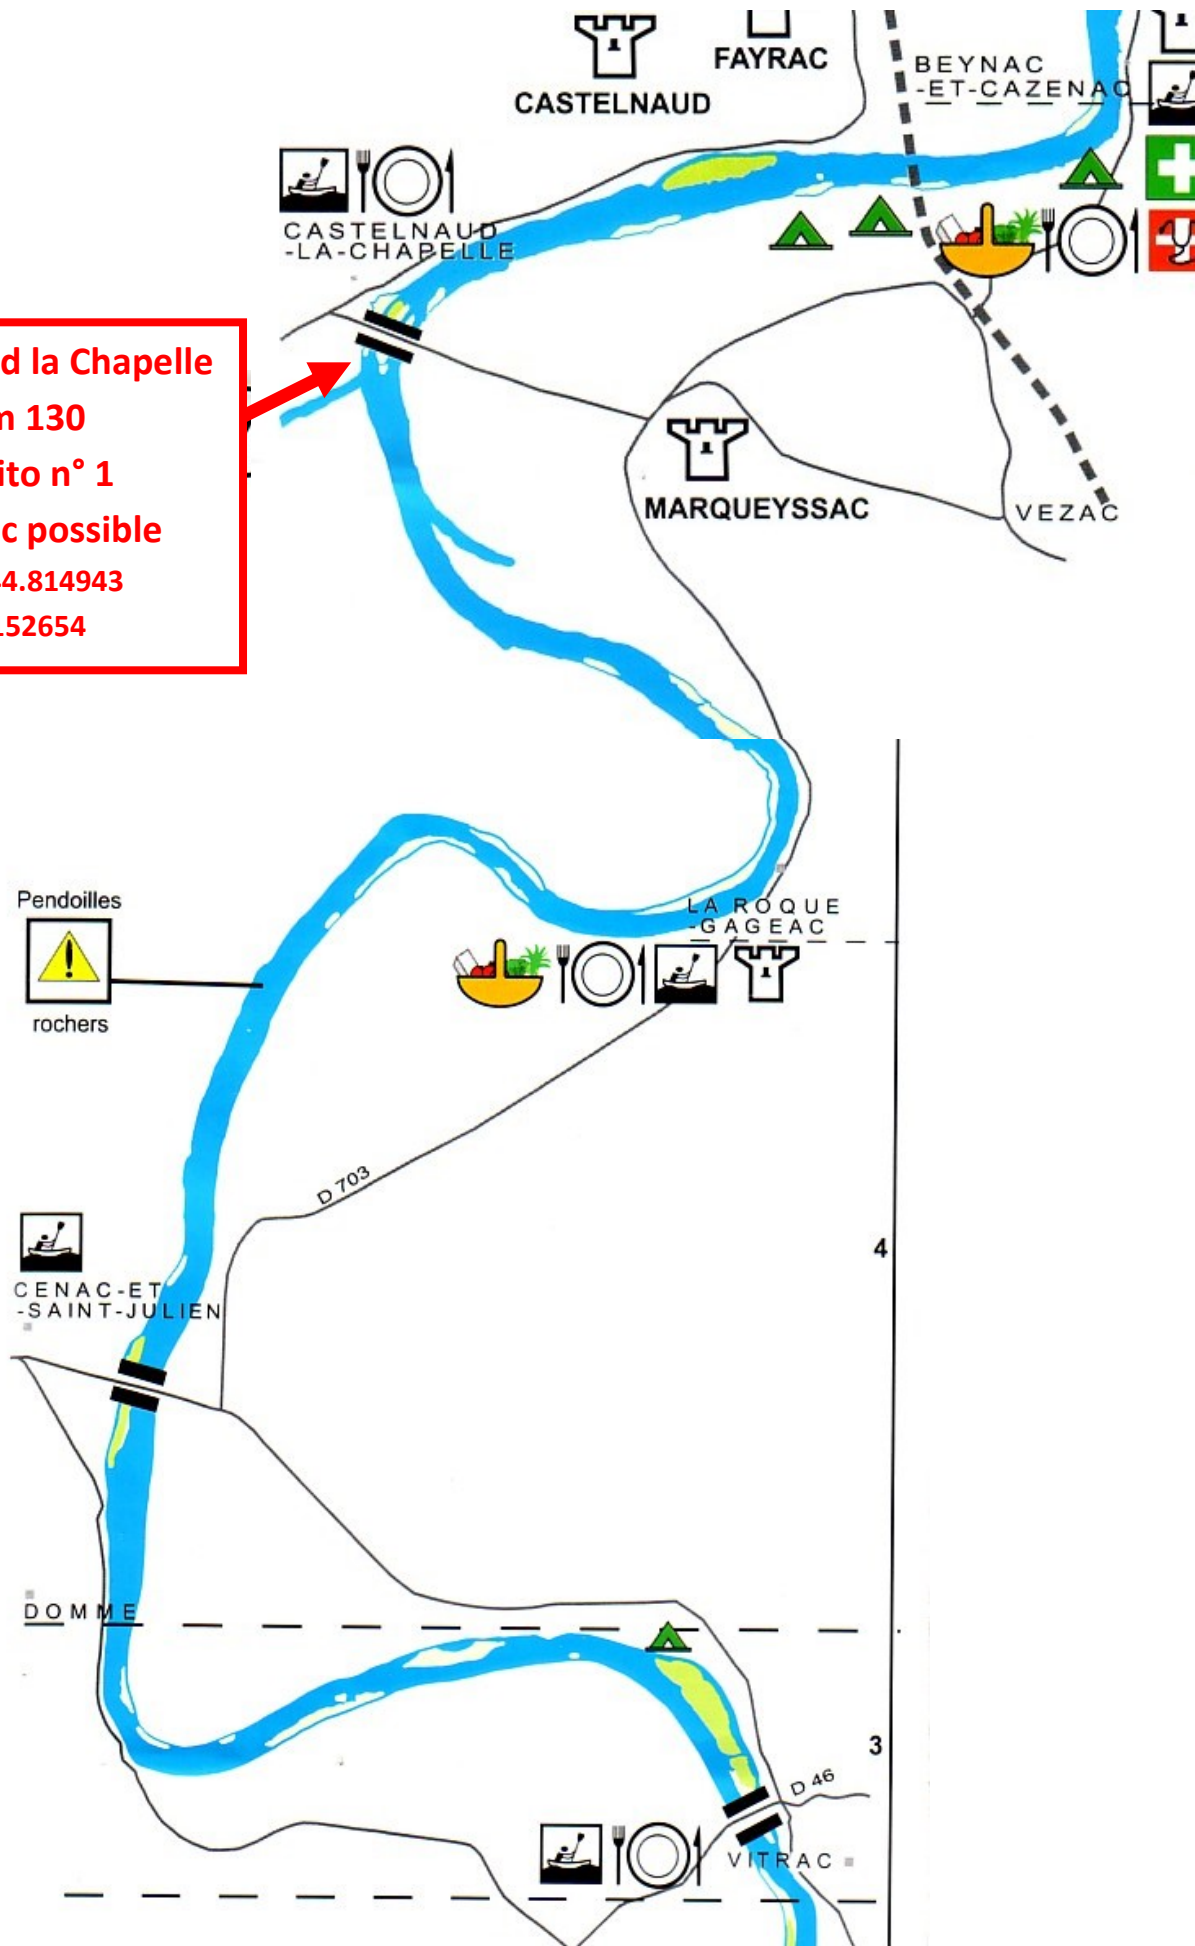 FAYRAC
CASTELNAUD
BEYNAC
-ET-CAZENAC
CASTELNAUD
-LA-CHAPELLE
d la Chapelle
130
ito n° 1
c possible
4.814943
152654
MARQUEYSSAC
VEZAC
Pendoilles
rochers
LA ROQUE
-GAGEAC
D 703
4
CENAC-ET
-SAINT-JULIEN
DOMME
3
D 46
VITRAC